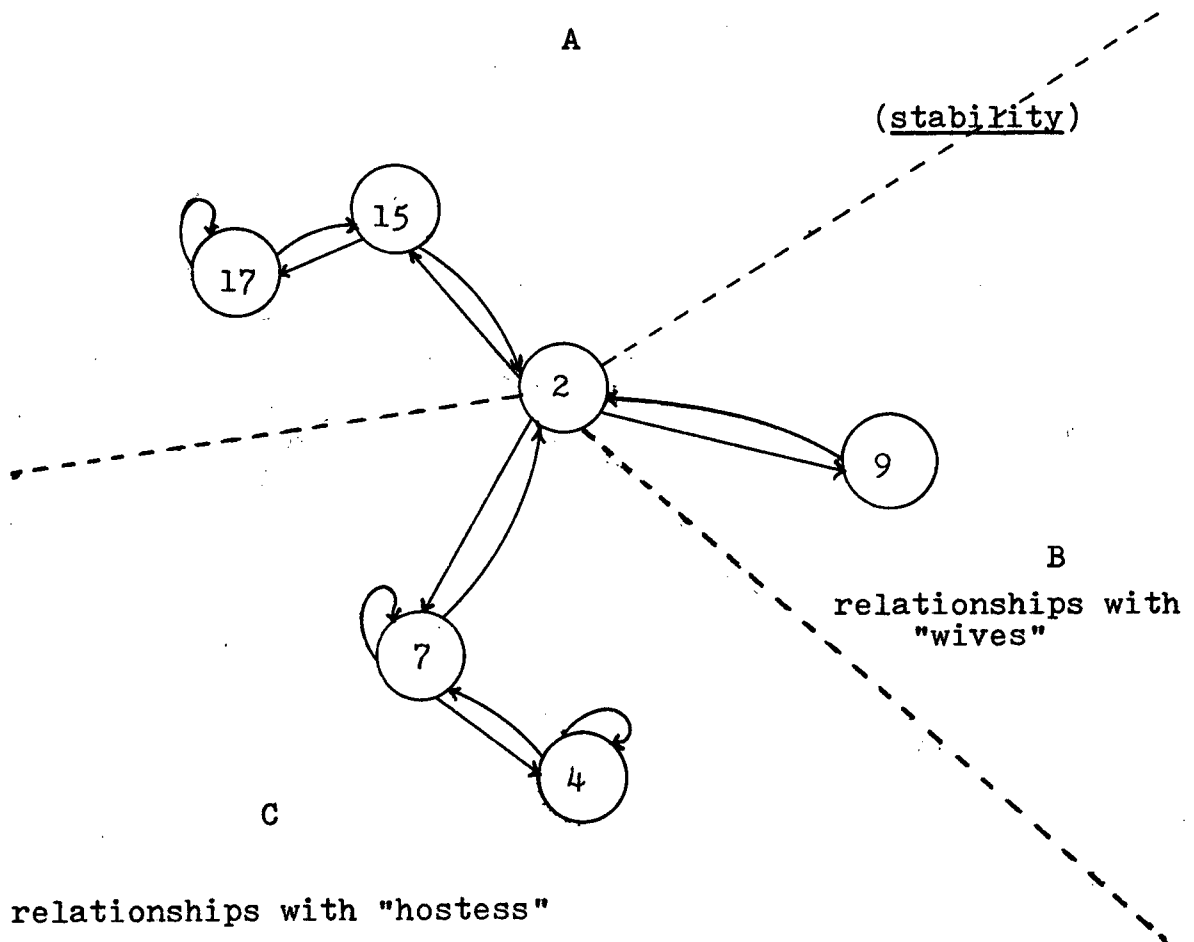 A
(stability)
15
17
2
9
B
relationships with
"wives"
7
4
C
relationships with "hostess"